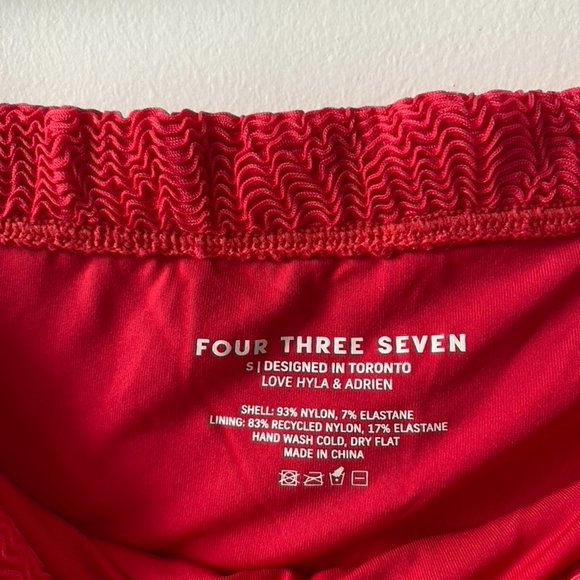 FOUR THREE SEVEN
S | DESIGNED IN TORONTO
LOVE HYLA & ADRIEN
SHELL: 93% NYLON, 7% ELASTANE
LINING: 83% RECYCLED NYLON, 17% ELASTANE
HAND WASH COLD, DRY FLAT
MADE IN CHINA